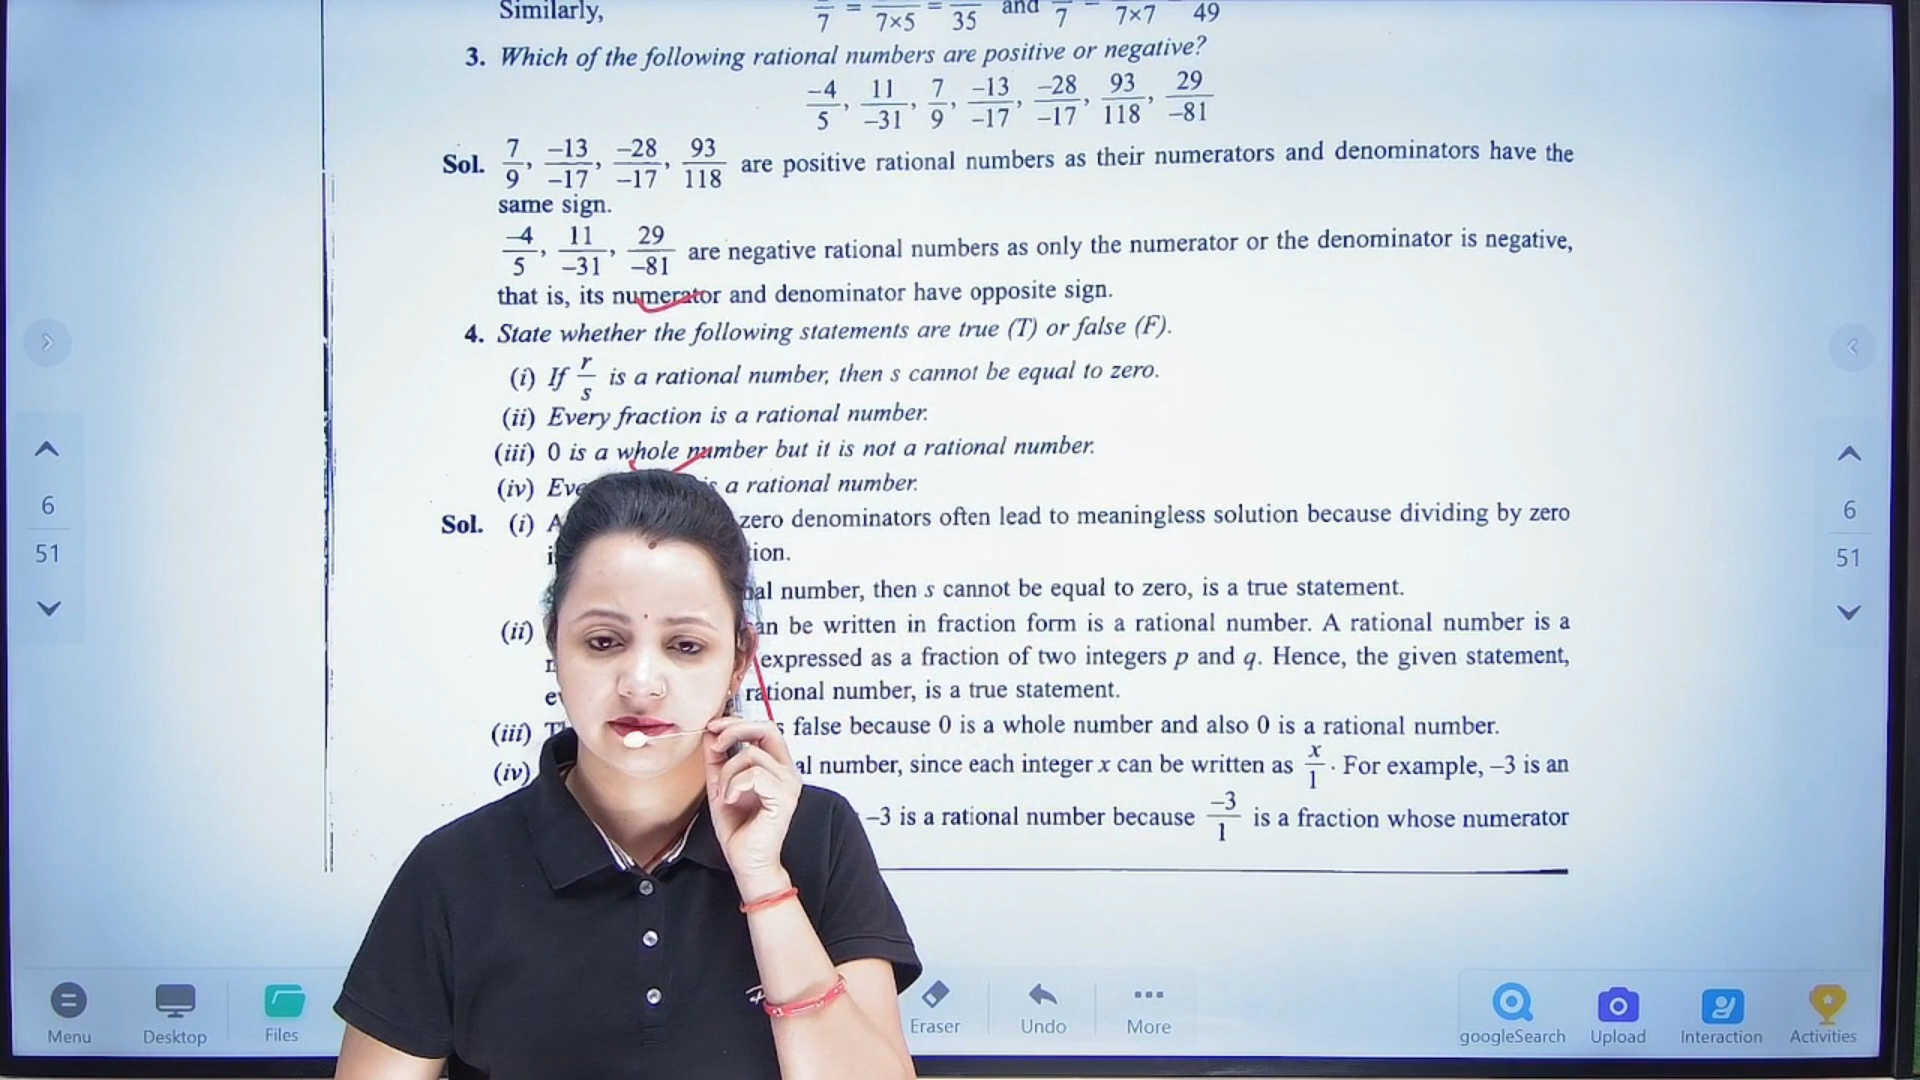 Similarly, 7 = 7×5 = 35 and 7 = 7×7 49
3. Which of the following rational numbers are positive or negative?
-4/5, 11/-31, 7/9, -13/-17, -28/-17, 93/118, 29/-81
Sol. 7/9, -13/-17, -28/-17, 93/118 are positive rational numbers as their numerators and denominators have the
same sign.
-4/5, 11/-31, 29/-81 are negative rational numbers as only the numerator or the denominator is negative,
that is, its numerator and denominator have opposite sign.
4. State whether the following statements are true (T) or false (F).
(i) If r/s is a rational number, then s cannot be equal to zero.
(ii) Every fraction is a rational number.
(iii) 0 is a whole number but it is not a rational number.
(iv) a rational number.
Sol. (i) zero denominators often lead to meaningless solution because dividing by zero
number, then s cannot be equal to zero, is a true statement.
(ii) be written in fraction form is a rational number. A rational number is a
expressed as a fraction of two integers p and q. Hence, the given statement,
rational number, is a true statement.
(iii) false because 0 is a whole number and also 0 is a rational number.
(iv) number, since each integer x can be written as x/1. For example, -3 is an
-3 is a rational number because -3/1 is a fraction whose numerator
6
51
6
51
Menu
Desktop
Files
Eraser
Undo
More
googleSearch
Upload
Interaction
Activities